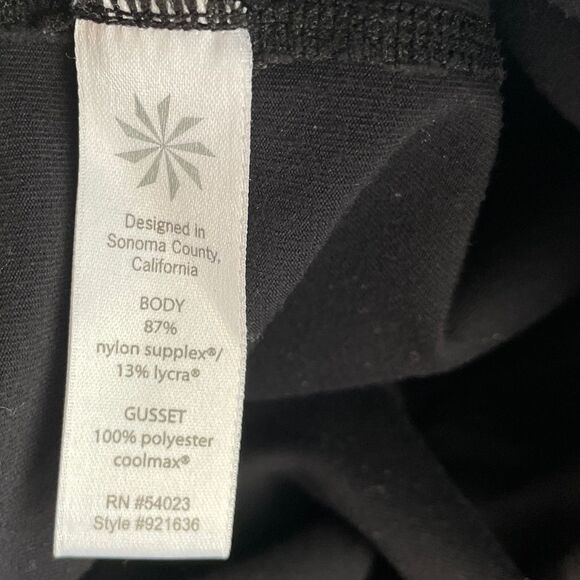 Designed in
Sonoma County,
California
BODY
87%
nylon supplex®/
13% lycra®
GUSSET
100% polyester
coolmax®
RN #54023
Style #921636